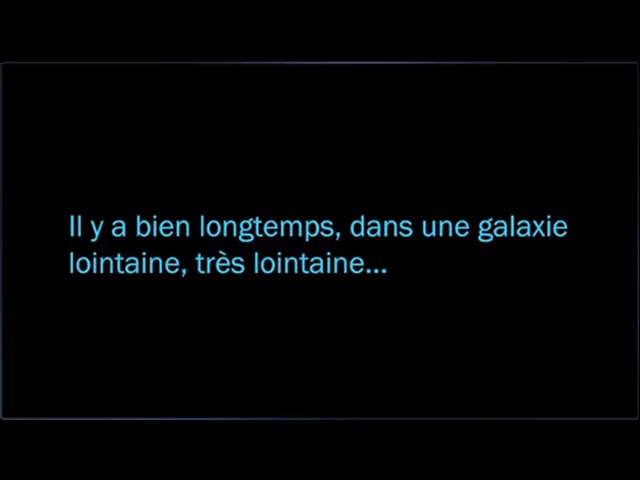 Il y a bien longtemps, dans une galaxie
lointaine, très lointaine...